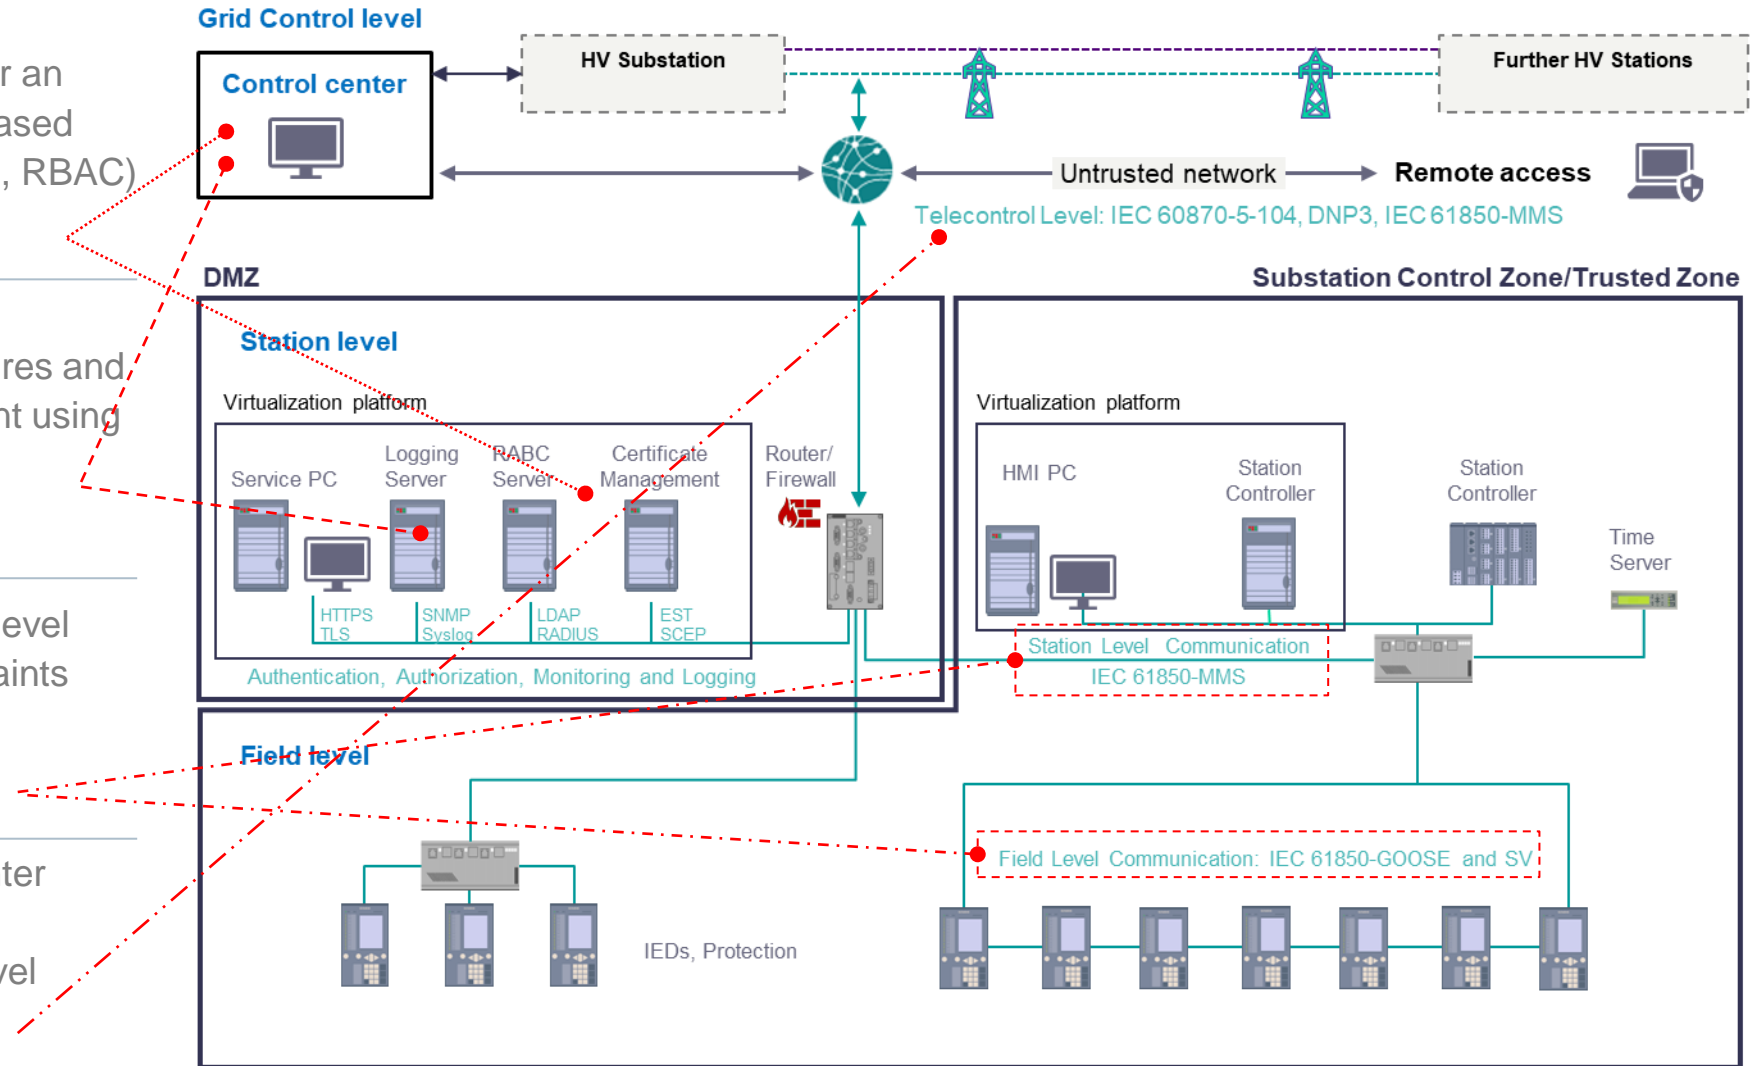 Grid Control level
r an
ased
, RBAC)
res and
nt using
evel
aints
ter
vel
Control center
HV Substation
Further HV Stations
Untrusted network
Remote access
Telecontrol Level: IEC 60870-5-104, DNP3, IEC 61850-MMS
DMZ
Substation Control Zone/Trusted Zone
Station level
Virtualization platform
Service PC
Logging
Server
RABC
Server
Certificate
Management
Router/
Firewall
HTTPS
TLS
SNMP
Syslog
LDAP
RADIUS
EST
SCEP
Authentication, Authorization, Monitoring and Logging
Virtualization platform
HMI PC
Station
Controller
Station
Controller
Time
Server
Station Level Communication
IEC 61850-MMS
Field level
Field Level Communication: IEC 61850-GOOSE and SV
IEDs, Protection